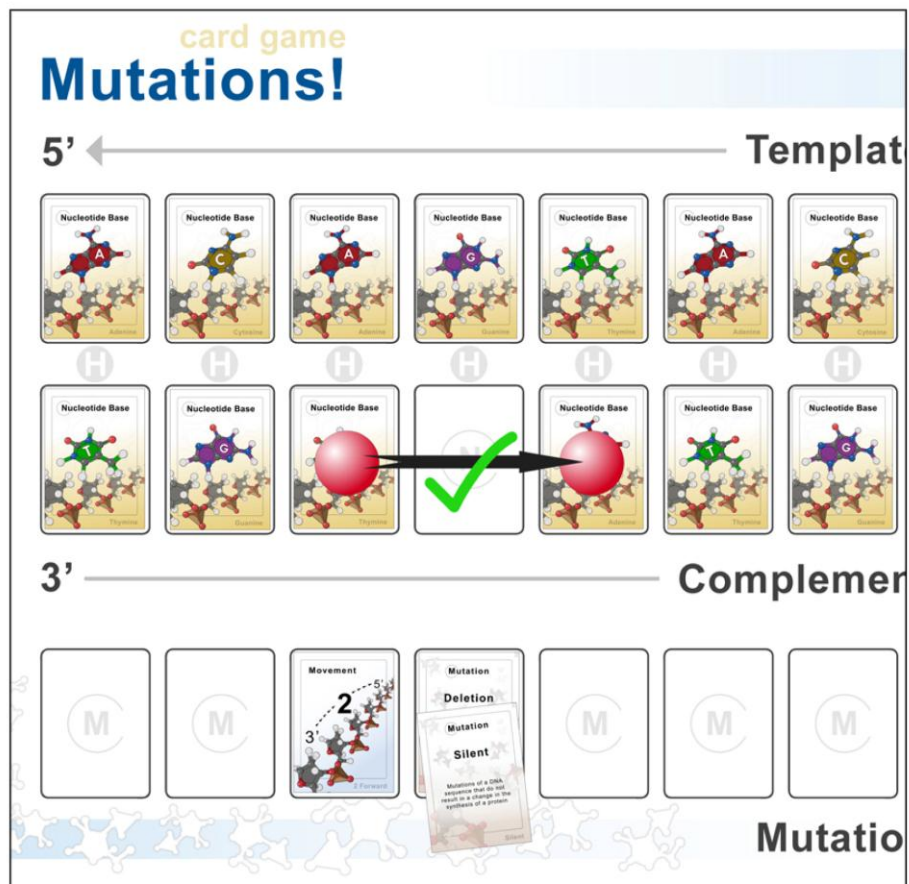 card game
Mutations!
5’ Templat
Nucleotide Base Nucleotide Base Nucleotide Base Nucleotide Base Nucleotide Base Nucleotide Base Nucleotide Base
A C A G T A C
Adenine Cytosine Adenine Guanine Thymine Adenine Cytosine
H H H H H H H
Nucleotide Base Nucleotide Base Nucleotide Base Nucleotide Base Nucleotide Base Nucleotide Base
T G M T G
Thymine Guanine Thymine Adenine Thymine Guanine
3’ Complemen
Movement Mutation
5’ Deletion
2
M M 3’ M M M
2 Forward
Mutation
Silent
Mutations of a DNA
sequence that do not
result in a change in the
synthesis of a protein
Silent
Mutatio